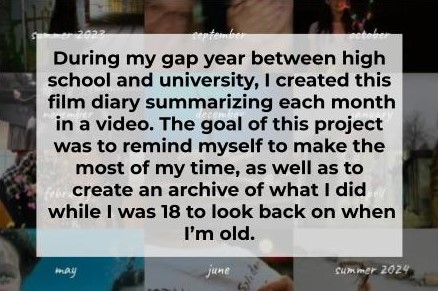 summer 2023 september october
During my gap year between high
school and university, I created this
film diary summarizing each month
in a video. The goal of this project
was to remind myself to make the
most of my time, as well as to
create an archive of what I did
while I was 18 to look back on when
I'm old.
may june summer 2024